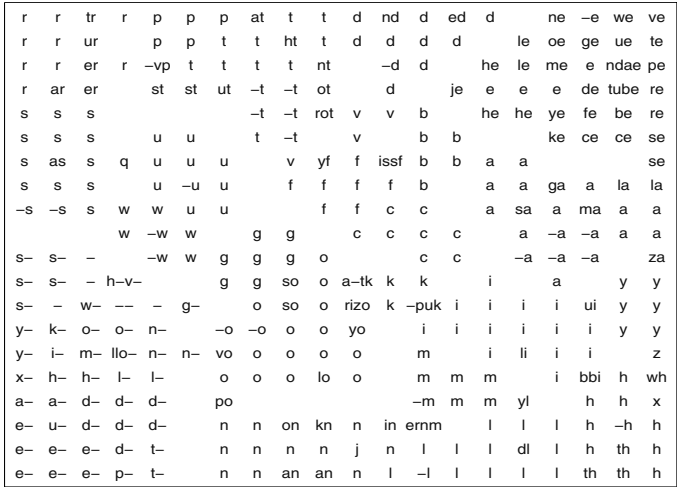 r r tr r p p p at t t d nd d ed d ne –e we ve
r r ur p p t t ht t d d d d le oe ge ue te
r r er r –vp t t t t nt –d d he le me e ndae pe
r ar er st st ut –t –t ot d je e e e de tube re
s s s –t –t rot v v b he he ye fe be re
s s s u u t –t v b b ke ce ce se
s as s q u u u v yf f issf b b a a se
s s s u –u u f f f f b a a ga a la la
–s –s s w w u u f f c c a sa a ma a a
w –w w g g c c c c a –a –a a a
s– s– – –w w g g g o c c –a –a –a za
s– s– – h–v– g g so o a–tk k k i a y y
s– – w– –– – g– o so o rizo k –puk i i i i ui y y
y– k– o– o– n– –o –o o o yo i i i i i i y y
y– i– m– llo– n– n– vo o o o o m i li i i z
x– h– h– l– l– o o o lo o m m m i bbi h wh
a– a– d– d– d– po –m m m yl h h x
e– u– d– d– d– n n on kn n in ernm l l l h –h h
e– e– e– d– t– n n n n j n l l l dl l h th h
e– e– e– p– t– n n an an n l –l l l l l th th h